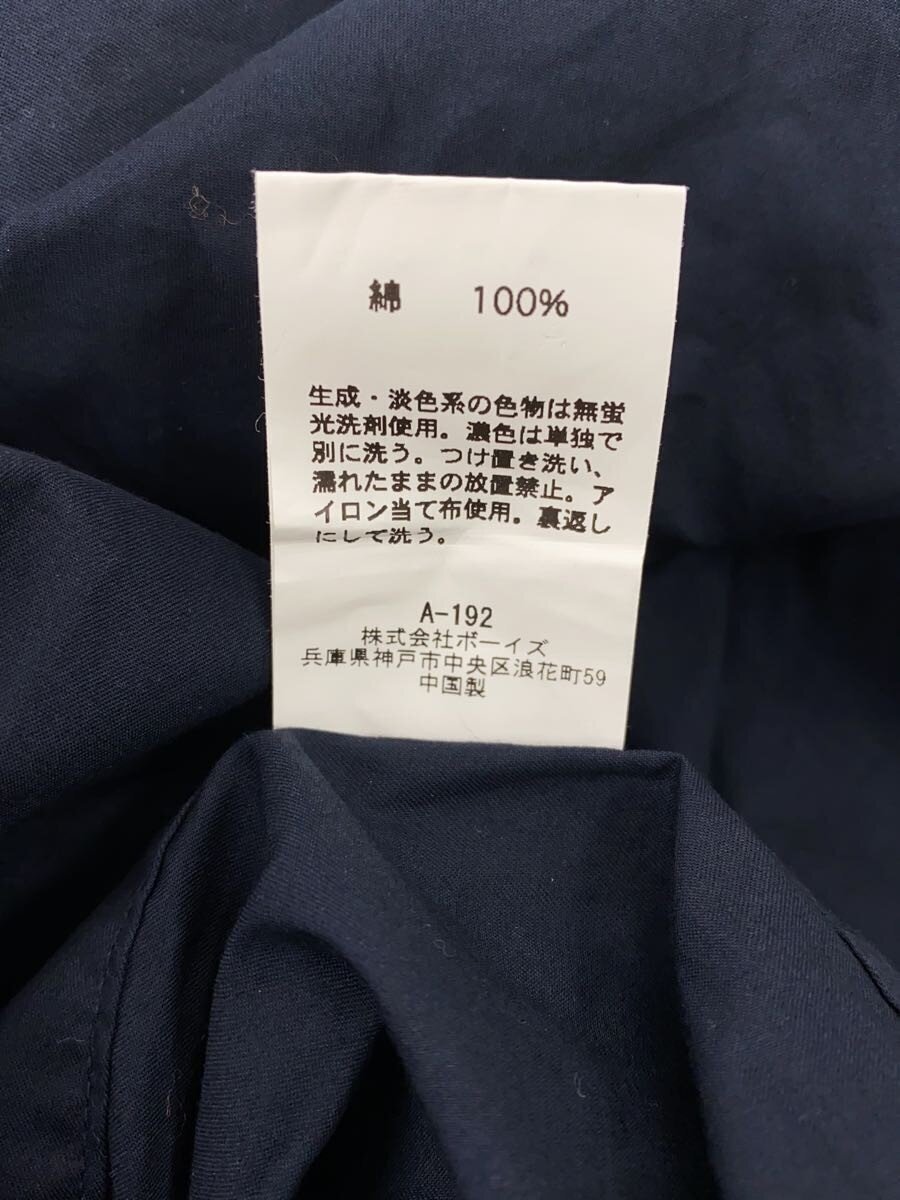 綿 100%
生成・淡色系の色物は無蛍
光洗剤使用。濃色は単独で
別に洗う。つけ置き洗い、
濡れたままの放置禁止。ア
イロン当て布使用。裏返し
にして洗う。
A-192
株式会社ボーイズ
兵庫県神戸市中央区浪花町59
中国製